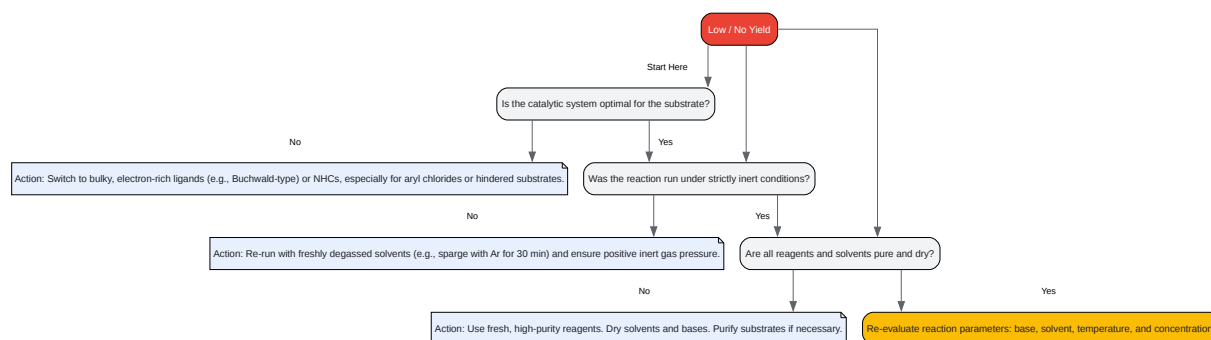 Low / No Yield
Start Here
Is the catalytic system optimal for the substrate?
No
Yes
Action: Switch to bulky, electron-rich ligands (e.g., Buchwald-type) or NHCs, especially for aryl chlorides or hindered substrates.
Was the reaction run under strictly inert conditions?
No
Yes
Action: Re-run with freshly degassed solvents (e.g., sparge with Ar for 30 min) and ensure positive inert gas pressure.
Are all reagents and solvents pure and dry?
No
Yes
Action: Use fresh, high-purity reagents. Dry solvents and bases. Purify substrates if necessary.
Re-evaluate reaction parameters: base, solvent, temperature, and concentration